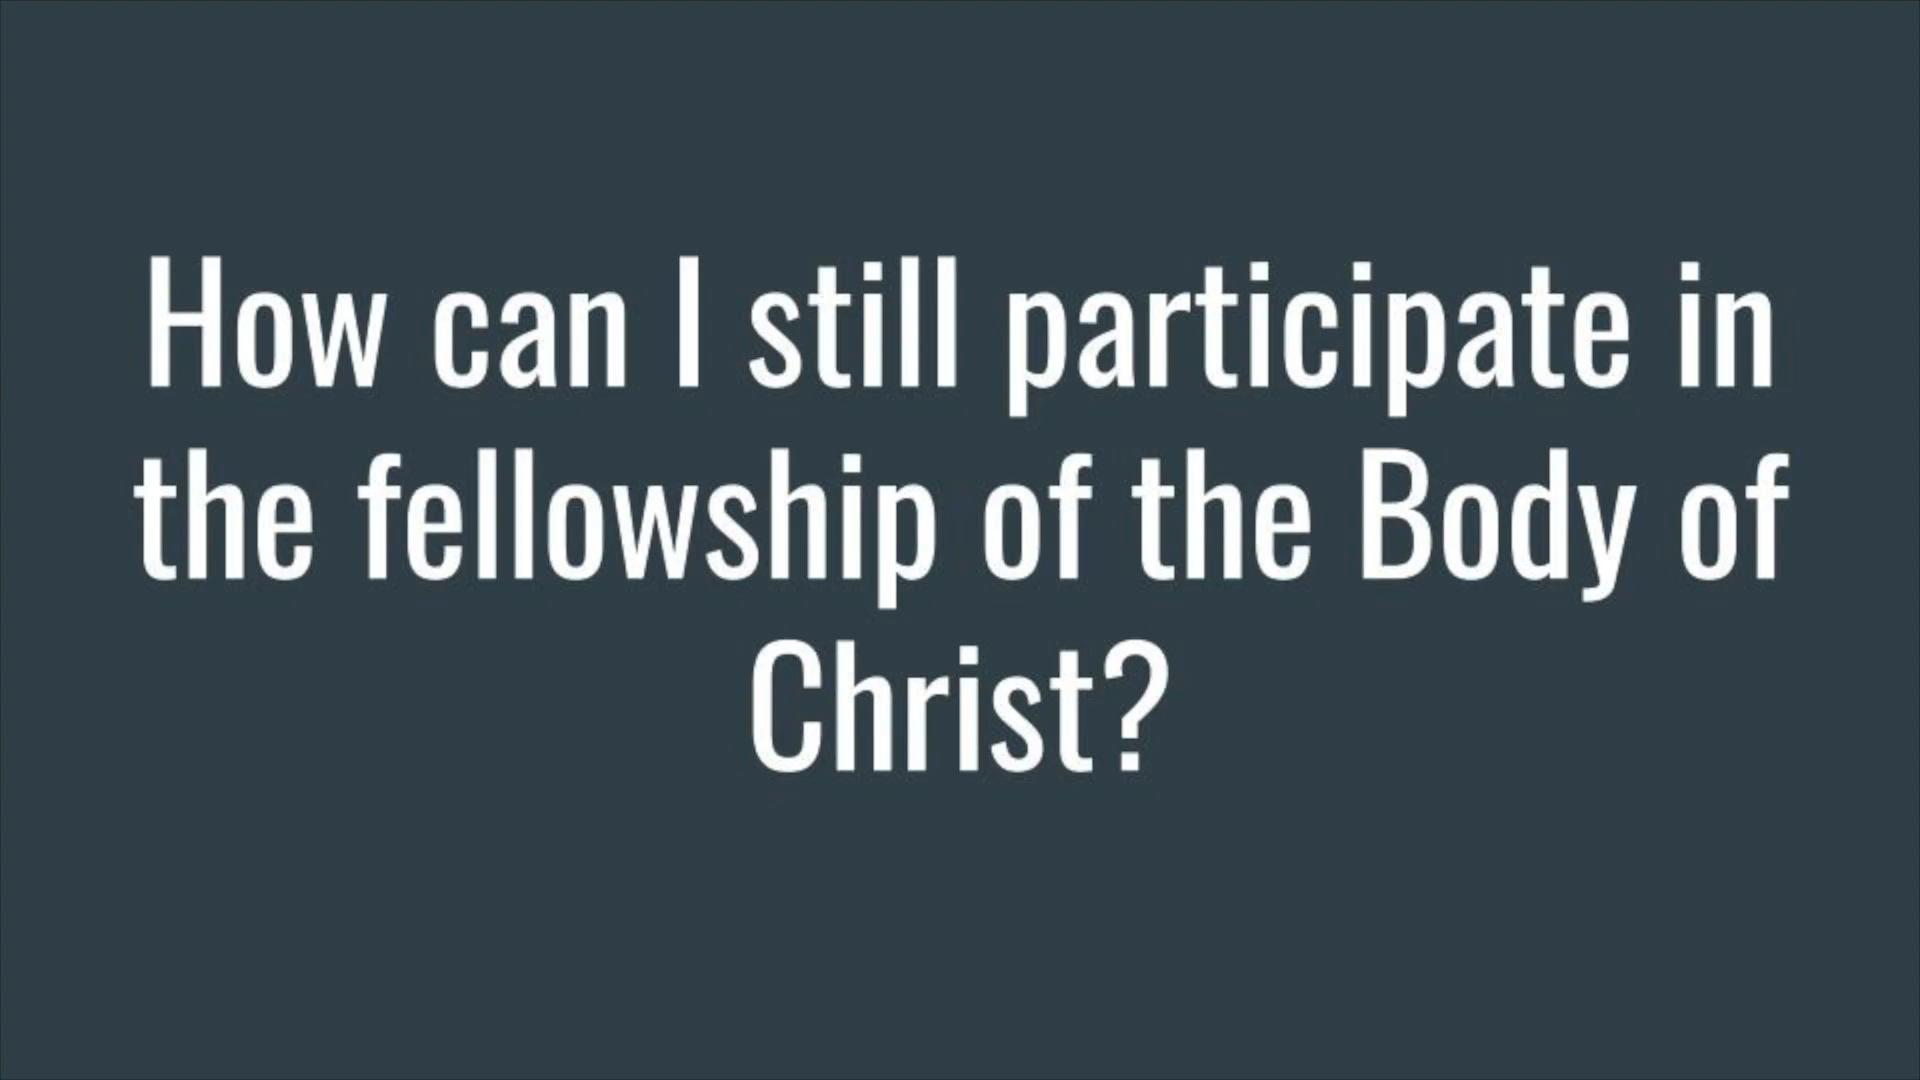 How can I still participate in
the fellowship of the Body of
Christ?